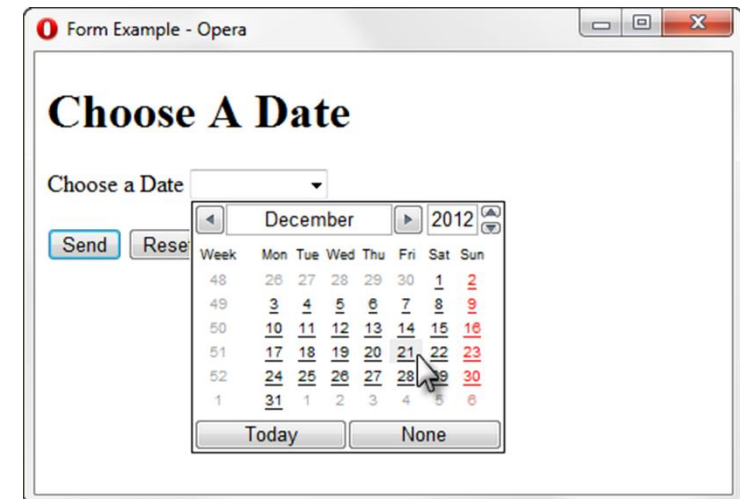 Form Example - Opera
Choose A Date
Choose a Date
December 2012
Send Rese
Week Mon Tue Wed Thu Fri Sat Sun
48 26 27 28 29 30 1 2
49 3 4 5 6 7 8 9
50 10 11 12 13 14 15 16
51 17 18 19 20 21 22 23
52 24 25 26 27 28 29 30
1 31 1 2 3 4 5 6
Today None